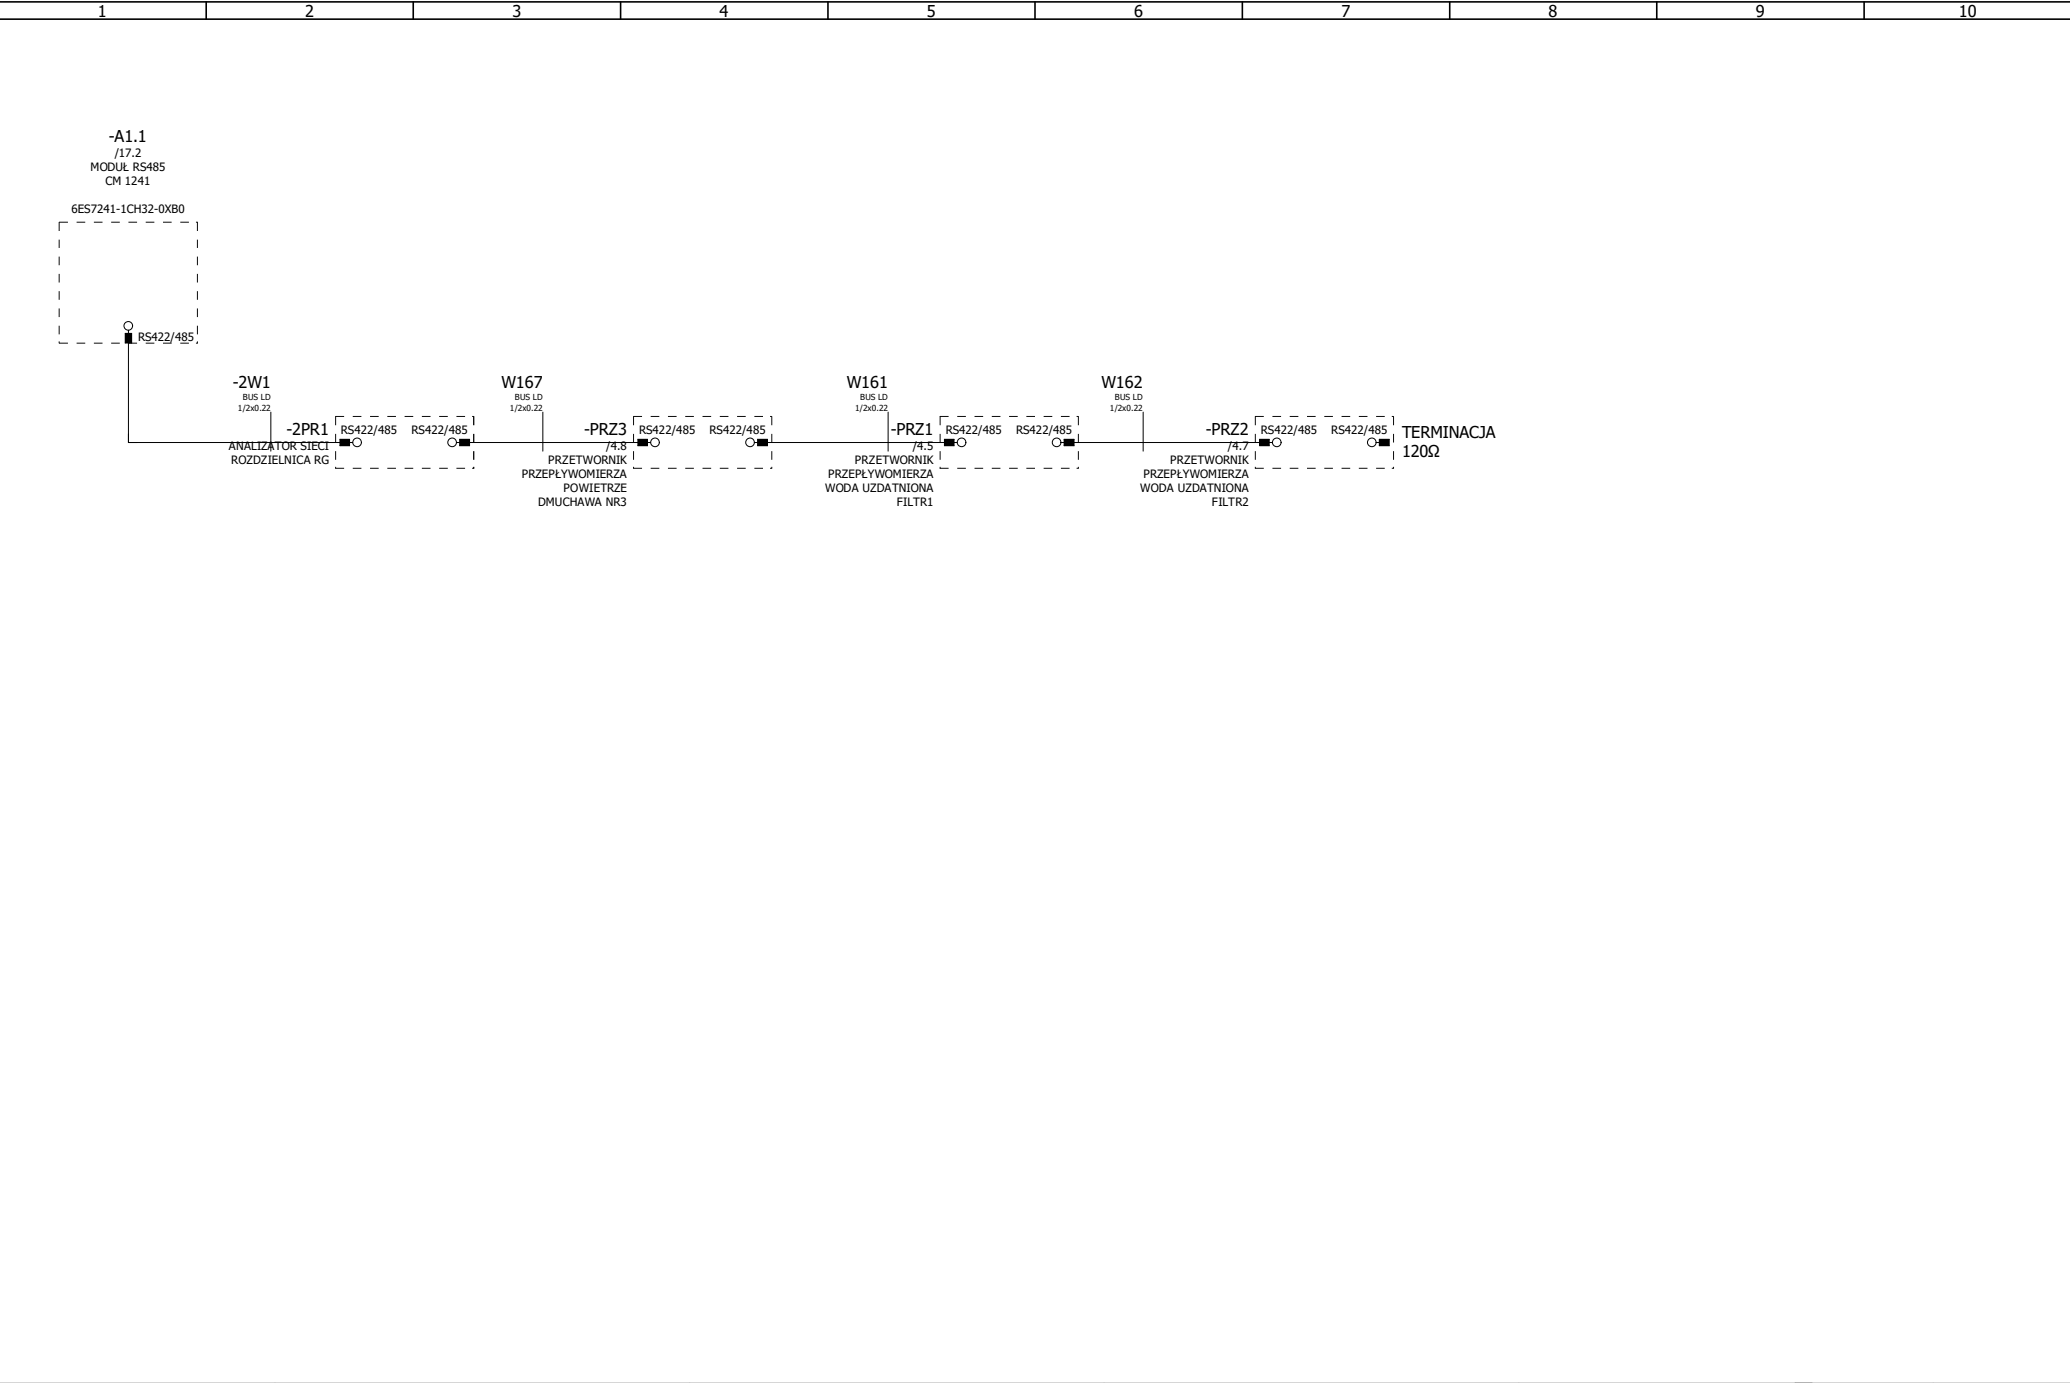 1 2 3 4 5 6 7 8 9 10
-A1.1
/17.2
MODUŁ RS485
CM 1241
6ES7241-1CH32-0XB0
RS422/485
-2W1
BUS LD
1/2x0.22
-2PR1
ANALIZATOR SIECI
ROZDZIELNICA RG
RS422/485 RS422/485
W167
BUS LD
1/2x0.22
-PRZ3
/4.8
PRZETWORNIK
PRZEPŁYWOMIERZA
POWIETRZE
DMUCHAWA NR3
RS422/485 RS422/485
W161
BUS LD
1/2x0.22
-PRZ1
/4.5
PRZETWORNIK
PRZEPŁYWOMIERZA
WODA UZDATNIONA
FILTR1
RS422/485 RS422/485
W162
BUS LD
1/2x0.22
-PRZ2
/4.7
PRZETWORNIK
PRZEPŁYWOMIERZA
WODA UZDATNIONA
FILTR2
RS422/485 RS422/485
TERMINACJA
120Ω